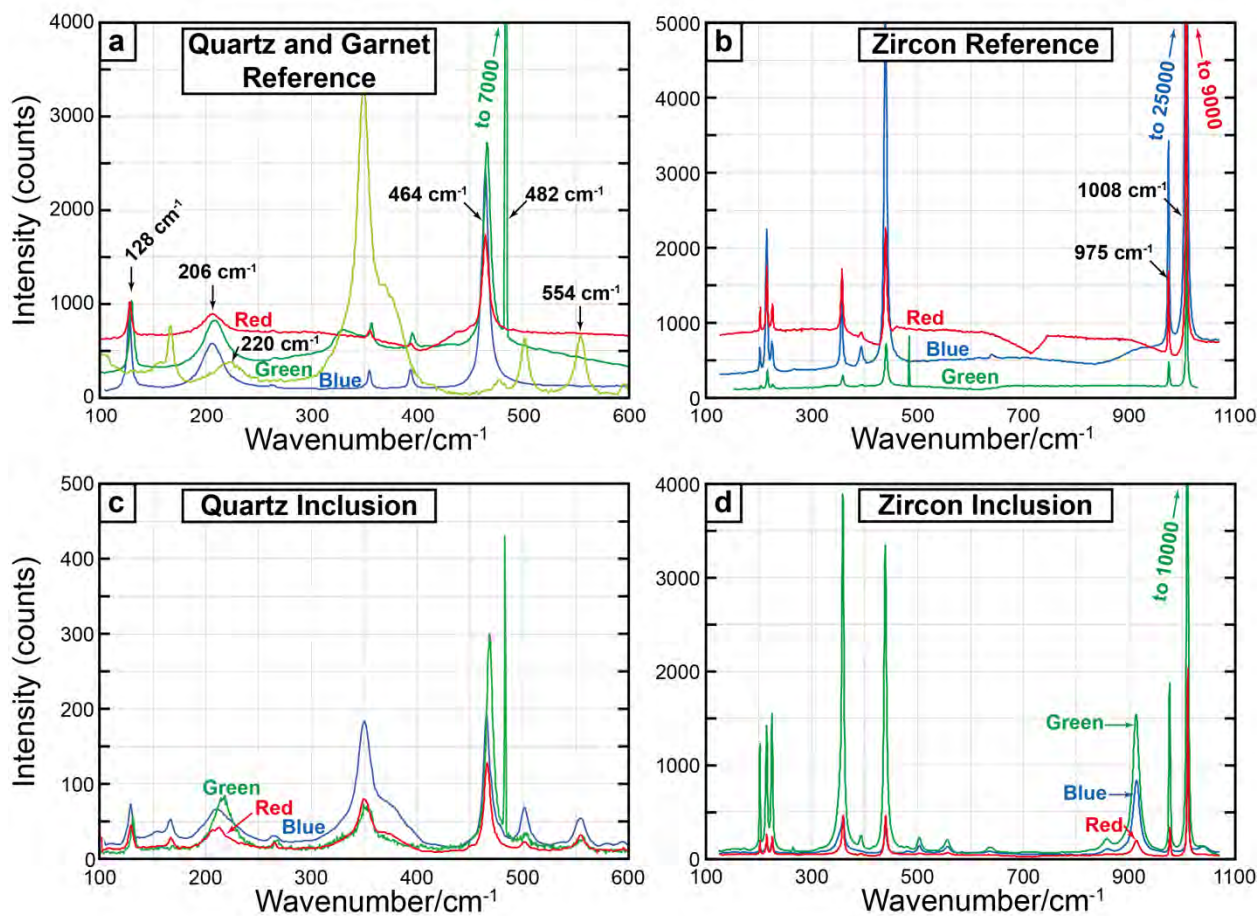 a
Quartz and Garnet
Reference
4000
3000
2000
1000
0
Intensity (counts)
128 cm⁻¹
206 cm⁻¹
220 cm⁻¹
464 cm⁻¹
482 cm⁻¹
554 cm⁻¹
to 7000
Red
Green
Blue
100 200 300 400 500 600
Wavenumber/cm⁻¹
b
Zircon Reference
5000
4000
3000
2000
1000
0
to 25000
to 9000
1008 cm⁻¹
975 cm⁻¹
Red
Blue
Green
100 300 500 700 900 1100
Wavenumber/cm⁻¹
c
Quartz Inclusion
500
400
300
200
100
0
Intensity (counts)
Green
Red
Blue
100 200 300 400 500 600
Wavenumber/cm⁻¹
d
Zircon Inclusion
4000
3000
2000
1000
0
to 10000
Green
Blue
Red
100 300 500 700 900 1100
Wavenumber/cm⁻¹